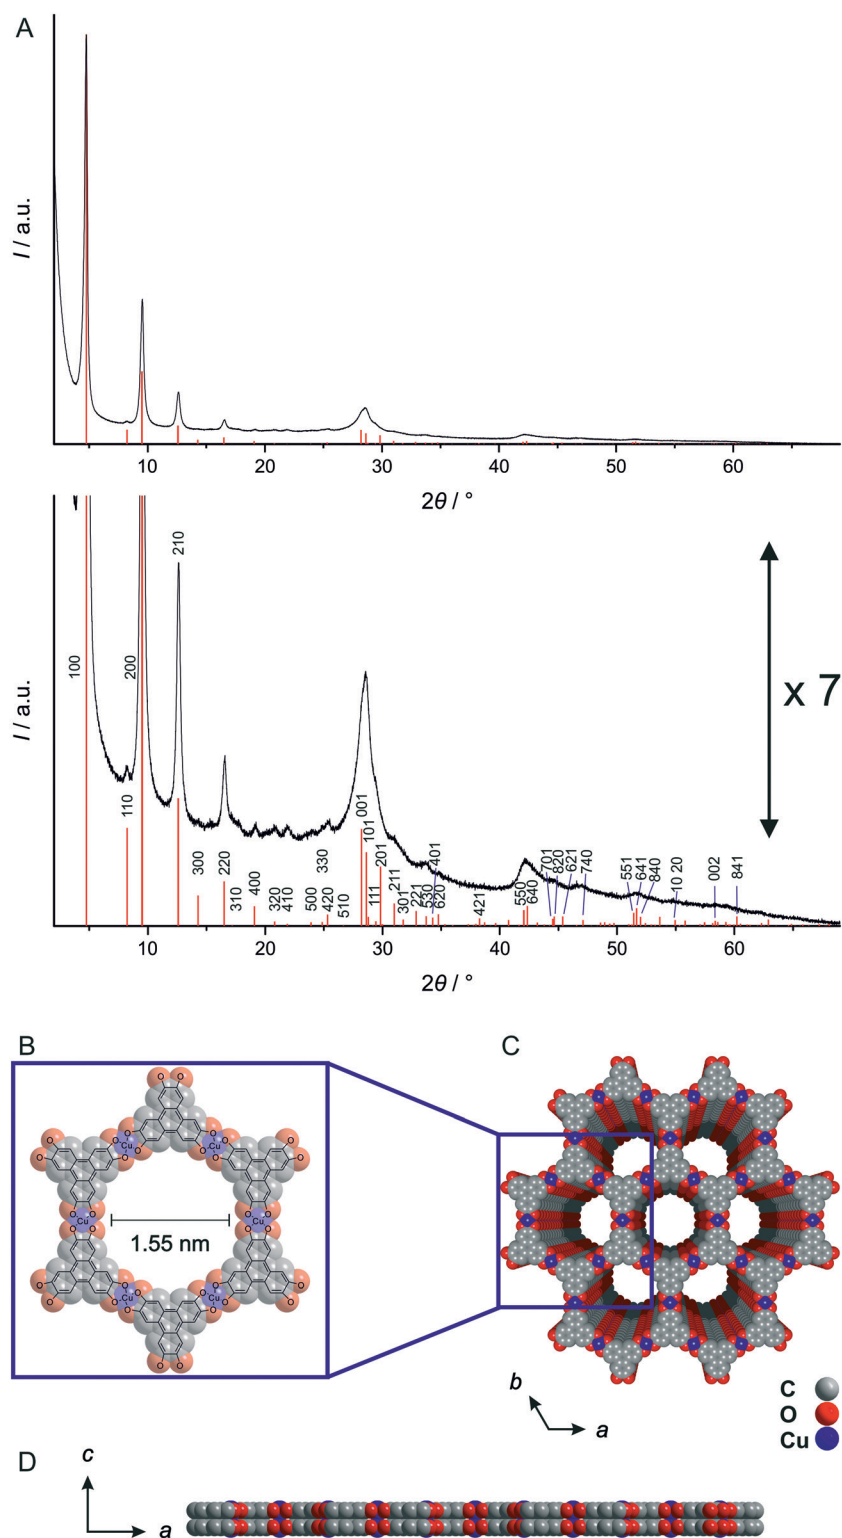 A
I / a.u.
10 20 30 40 50 60
2θ / °
I / a.u.
100
110
200
210
300
220
310
400
320
410
500
330
420
510
001
101
111
201
211
301
221
530
620
401
421
550
640
701
820
621
740
551
641
840
10 20
002
841
x 7
10 20 30 40 50 60
2θ / °
B
O O
O O O O
O O O O
Cu Cu
O O O O
O O
O O
O O
Cu Cu
1.55 nm
O O
O O
O O
O O O O
Cu Cu
O O O O
O O O O
O O
C
b
a
C
O
Cu
D
c
a